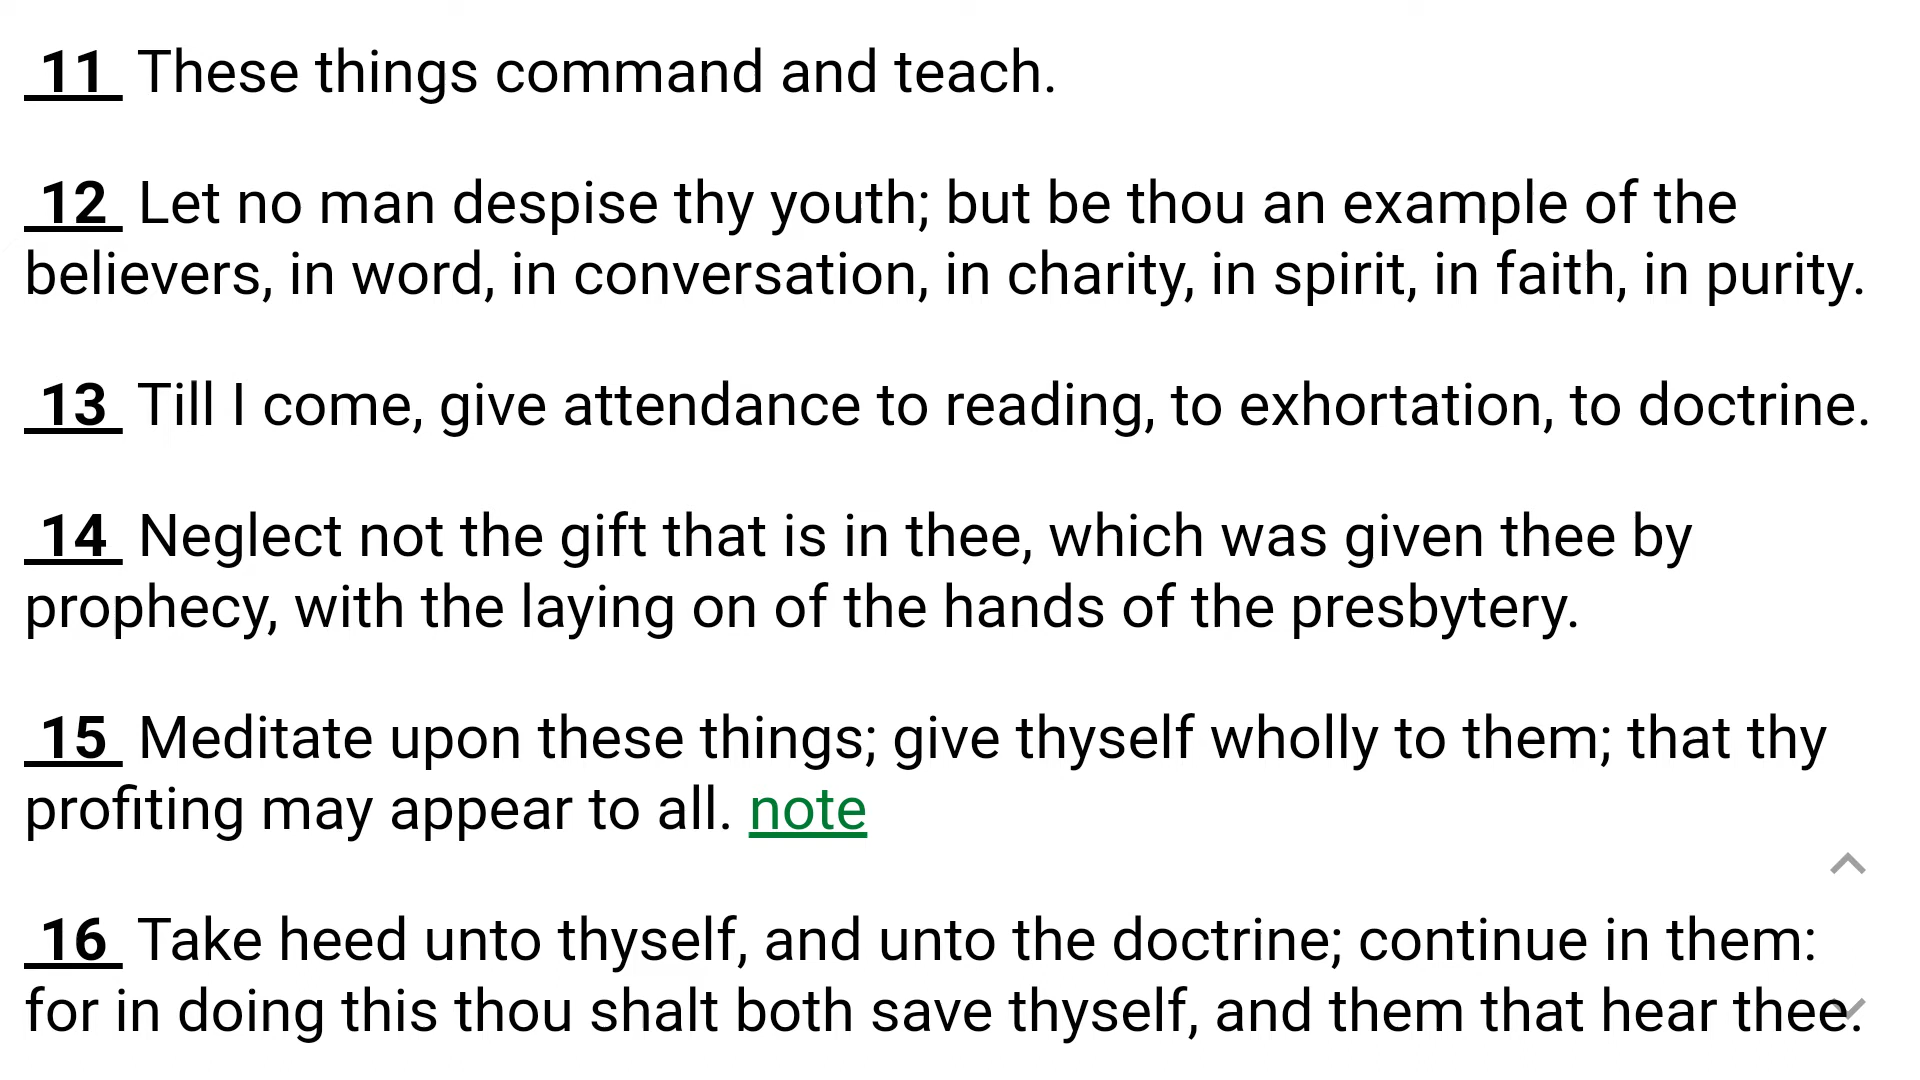 11 These things command and teach.
12 Let no man despise thy youth; but be thou an example of the
believers, in word, in conversation, in charity, in spirit, in faith, in purity.
13 Till I come, give attendance to reading, to exhortation, to doctrine.
14 Neglect not the gift that is in thee, which was given thee by
prophecy, with the laying on of the hands of the presbytery.
15 Meditate upon these things; give thyself wholly to them; that thy
profiting may appear to all. note
16 Take heed unto thyself, and unto the doctrine; continue in them:
for in doing this thou shalt both save thyself, and them that hear thee.